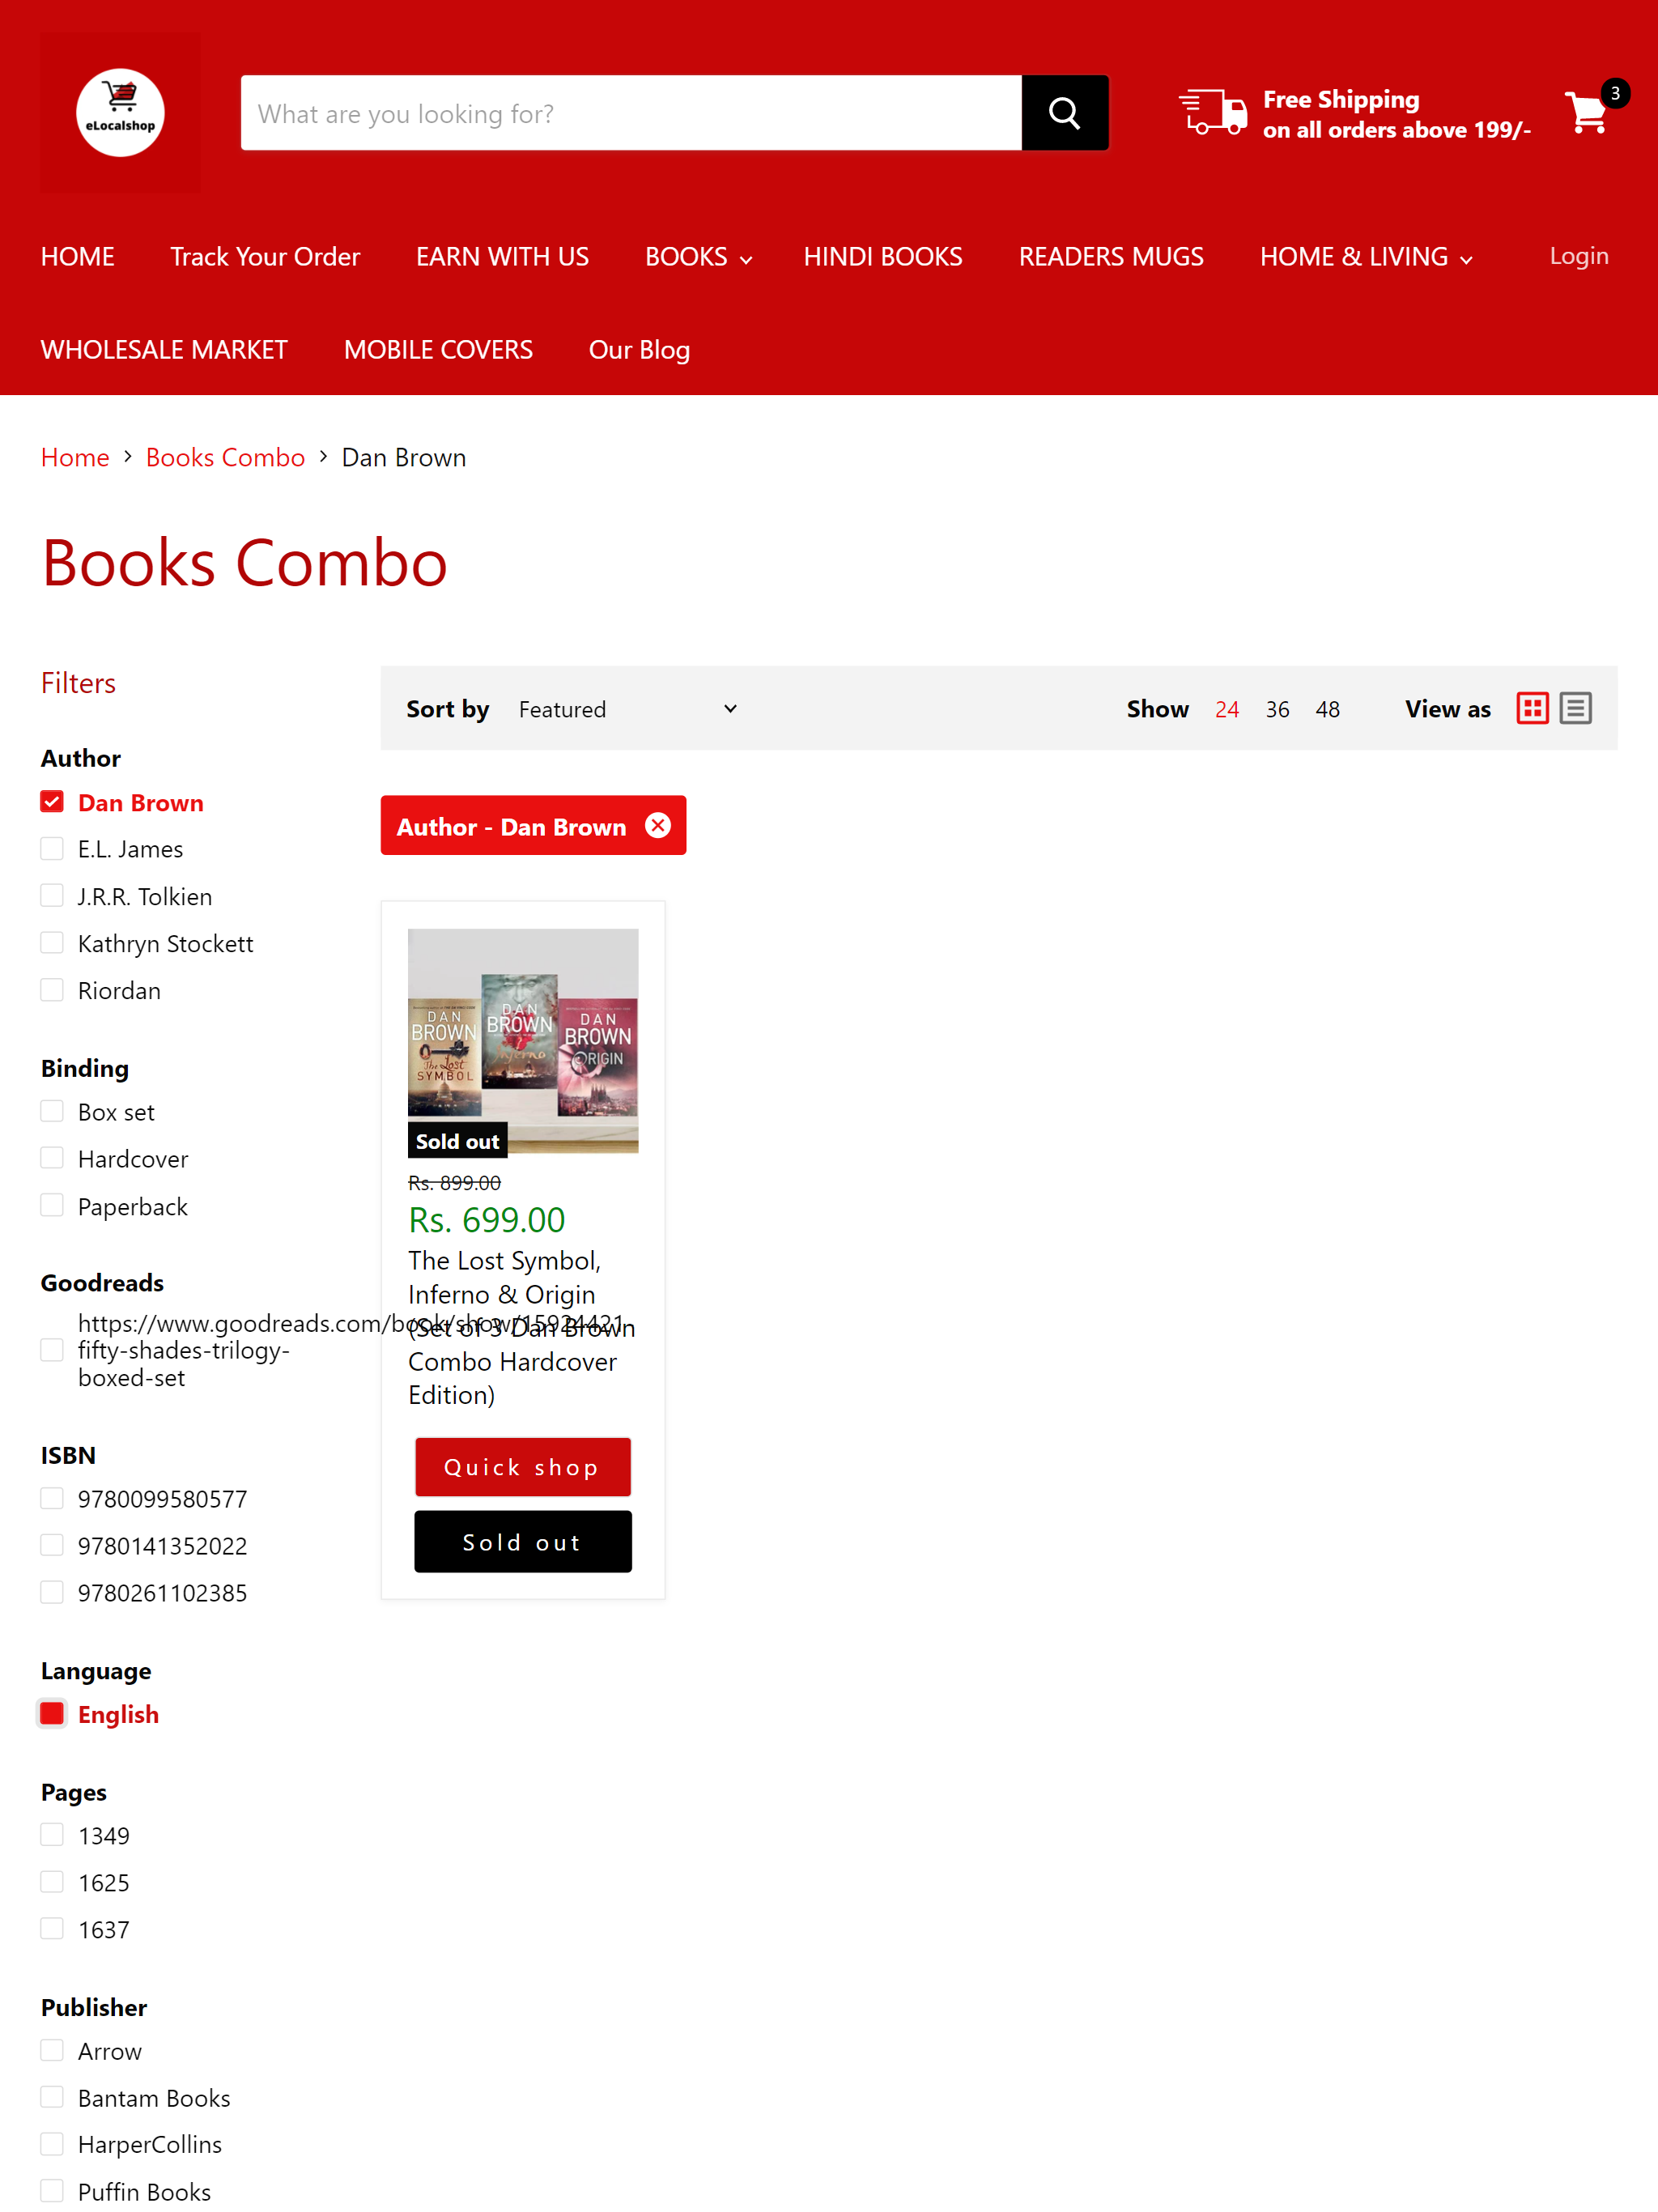 eLocalshop
What are you looking for?
Free Shipping
on all orders above 199/-
3
HOME
Track Your Order
EARN WITH US
BOOKS
HINDI BOOKS
READERS MUGS
HOME & LIVING
Login
WHOLESALE MARKET
MOBILE COVERS
Our Blog
Home > Books Combo > Dan Brown
Books Combo
Filters
Author
Dan Brown
E.L. James
J.R.R. Tolkien
Kathryn Stockett
Riordan
Binding
Box set
Hardcover
Paperback
Goodreads
https://www.goodreads.com/book/show/15924421-
fifty-shades-trilogy-
boxed-set
ISBN
9780099580577
9780141352022
9780261102385
Language
English
Pages
1349
1625
1637
Publisher
Arrow
Bantam Books
HarperCollins
Puffin Books
Sort by Featured
Show 24 36 48
View as
Author - Dan Brown
DAN
BROWN
The Lost
SYMBOL
DAN
BROWN
Inferno
DAN
BROWN
ORIGIN
Sold out
Rs. 899.00
Rs. 699.00
The Lost Symbol,
Inferno & Origin
(Set of 3 Dan Brown
Combo Hardcover
Edition)
Quick shop
Sold out